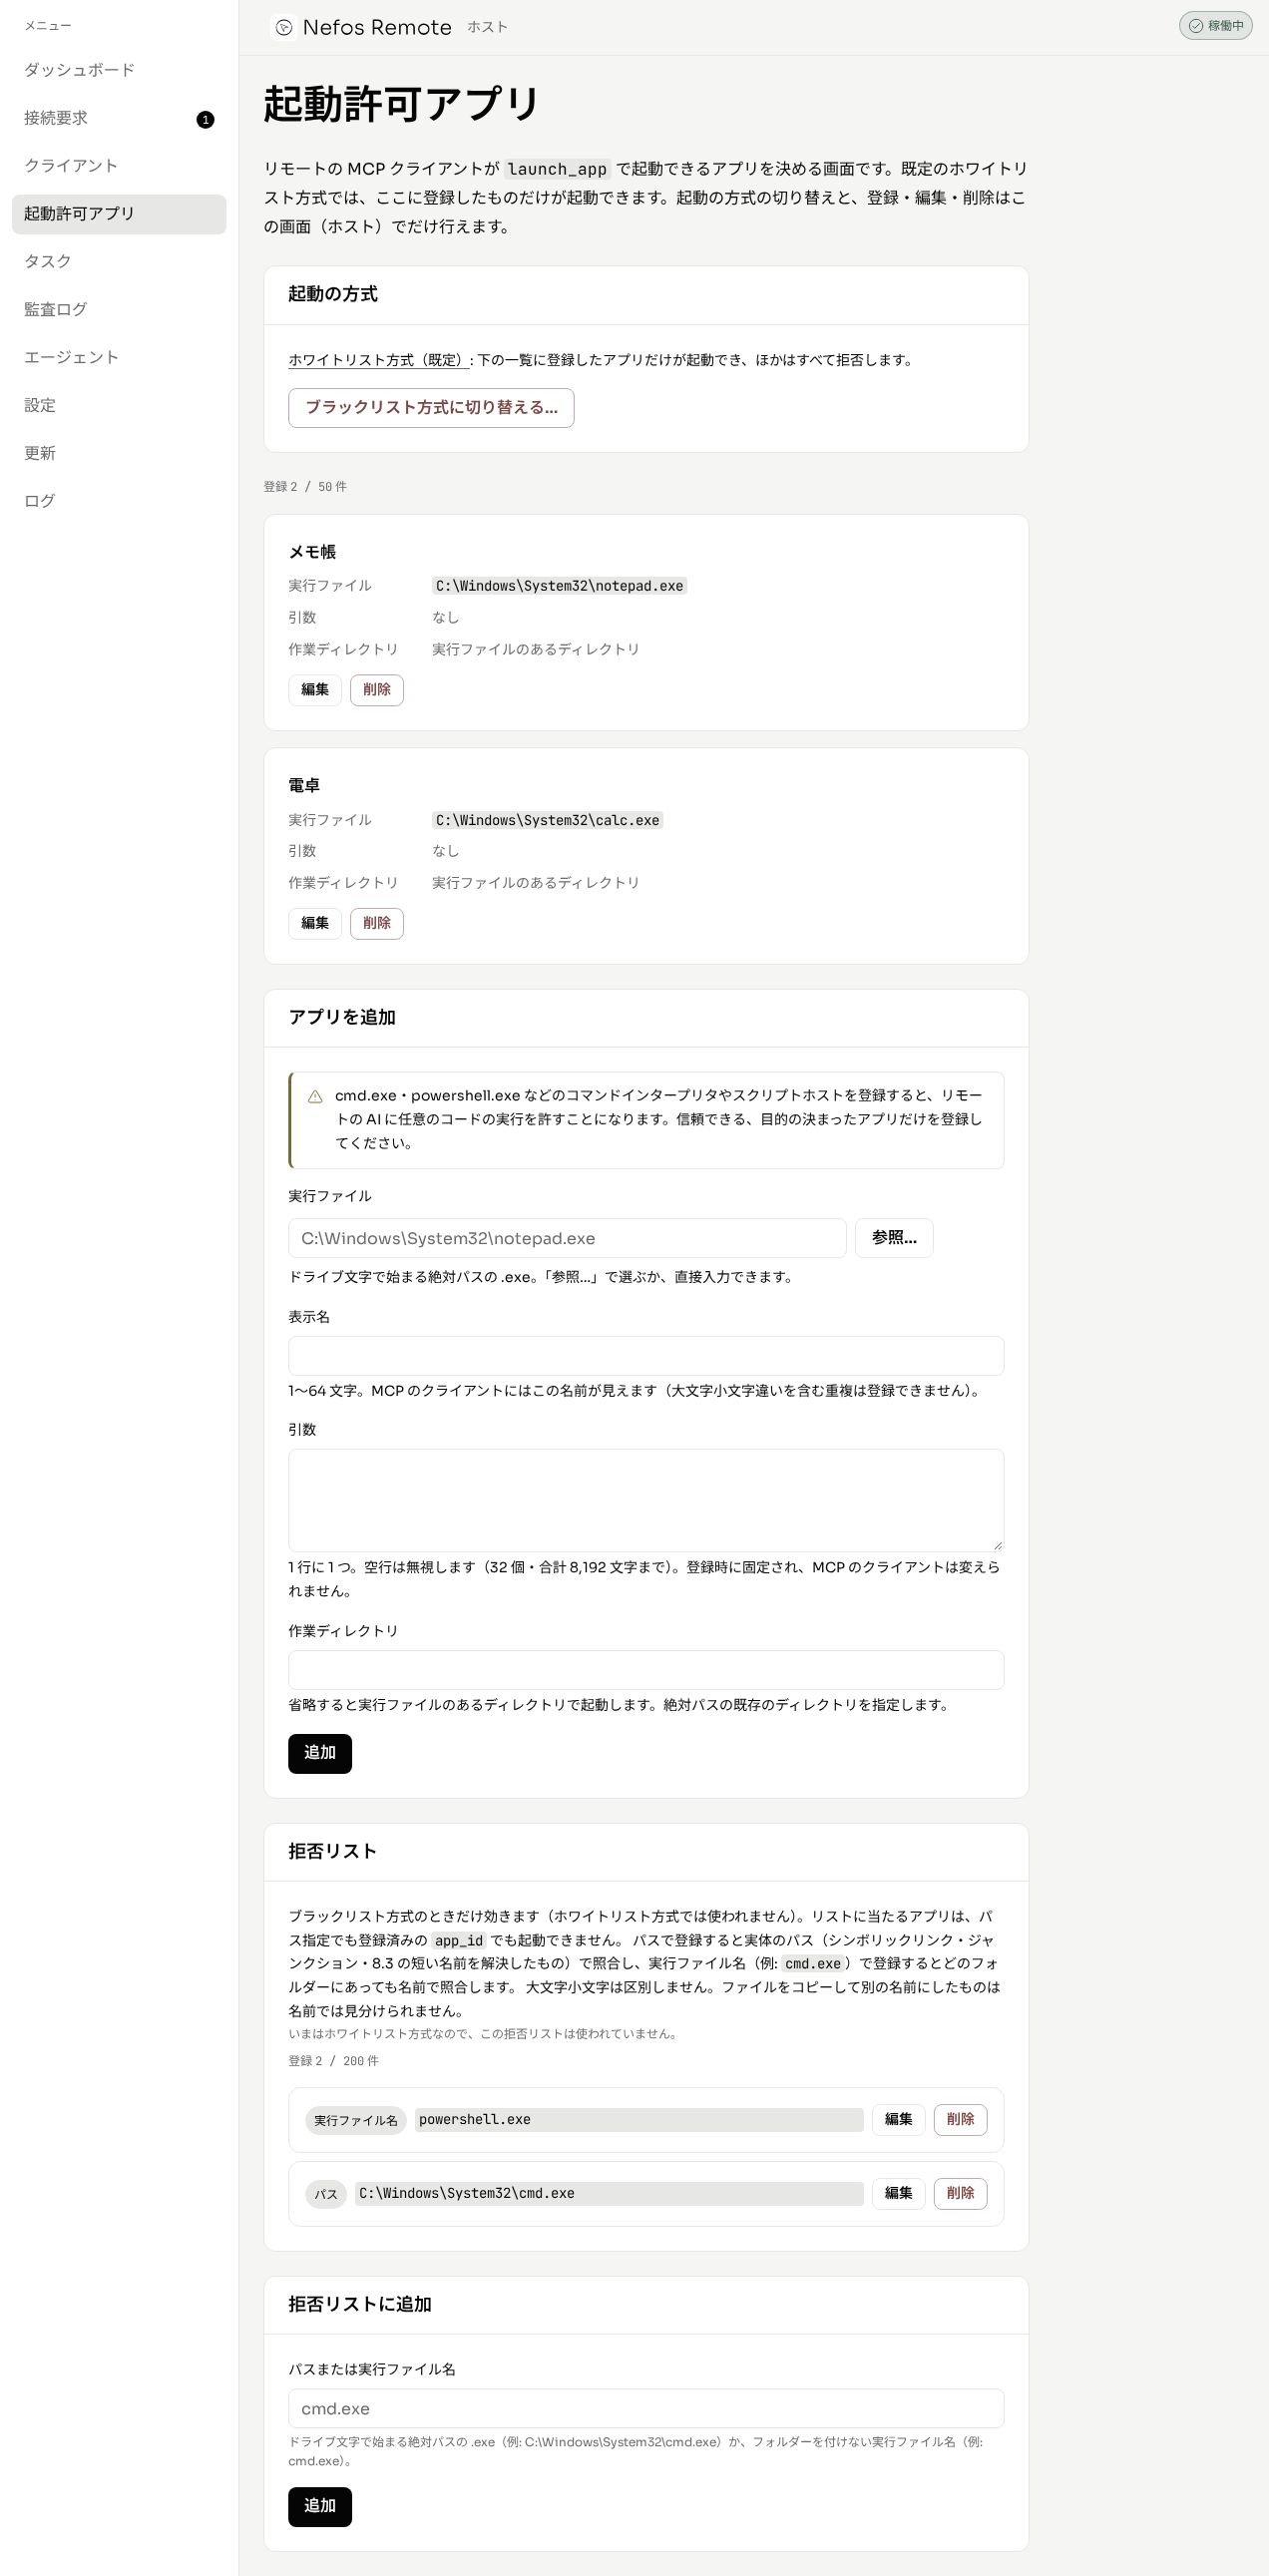 メニュー
ダッシュボード
接続要求
1
クライアント
起動許可アプリ
タスク
監査ログ
エージェント
設定
更新
ログ
Nefos Remote ホスト
稼働中
起動許可アプリ
リモートの MCP クライアントが launch_app で起動できるアプリを決める画面です。既定のホワイトリ
スト方式では、ここに登録したものだけが起動できます。起動の方式の切り替えと、登録・編集・削除はこ
の画面（ホスト）でだけ行えます。
起動の方式
ホワイトリスト方式（既定）: 下の一覧に登録したアプリだけが起動でき、ほかはすべて拒否します。
ブラックリスト方式に切り替える...
登録 2 / 50 件
メモ帳
実行ファイル C:\Windows\System32\notepad.exe
引数 なし
作業ディレクトリ 実行ファイルのあるディレクトリ
編集 削除
電卓
実行ファイル C:\Windows\System32\calc.exe
引数 なし
作業ディレクトリ 実行ファイルのあるディレクトリ
編集 削除
アプリを追加
cmd.exe・powershell.exe などのコマンドインタープリタやスクリプトホストを登録すると、リモー
トの AI に任意のコードの実行を許すことになります。信頼できる、目的の決まったアプリだけを登録し
てください。
実行ファイル
C:\Windows\System32\notepad.exe 参照...
ドライブ文字で始まる絶対パスの .exe。「参照...」で選ぶか、直接入力できます。
表示名
1〜64 文字。MCP のクライアントにはこの名前が見えます（大文字小文字違いを含む重複は登録できません）。
引数
1 行に 1 つ。空行は無視します（32 個・合計 8,192 文字まで）。登録時に固定され、MCP のクライアントは変えら
れません。
作業ディレクトリ
省略すると実行ファイルのあるディレクトリで起動します。絶対パスの既存のディレクトリを指定します。
追加
拒否リスト
ブラックリスト方式のときだけ効きます（ホワイトリスト方式では使われません）。リストに当たるアプリは、パ
ス指定でも登録済みの app_id でも起動できません。 パスで登録すると実体のパス（シンボリックリンク・ジャ
ンクション・8.3 の短い名前を解決したもの）で照合し、実行ファイル名（例: cmd.exe）で登録するとどのフォ
ルダーにあっても名前で照合します。 大文字小文字は区別しません。ファイルをコピーして別の名前にしたものは
名前では見分けられません。
いまはホワイトリスト方式なので、この拒否リストは使われていません。
登録 2 / 200 件
実行ファイル名 powershell.exe 編集 削除
パス C:\Windows\System32\cmd.exe 編集 削除
拒否リストに追加
パスまたは実行ファイル名
cmd.exe
ドライブ文字で始まる絶対パスの .exe（例: C:\Windows\System32\cmd.exe）か、フォルダーを付けない実行ファイル名（例:
cmd.exe）。
追加